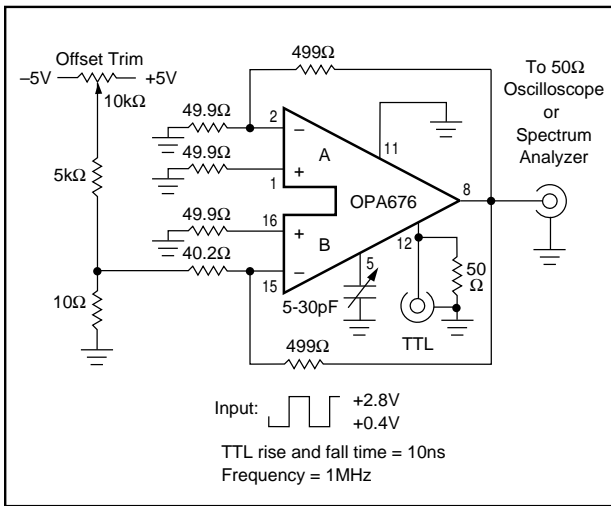 Offset Trim
–5V
+5V
10kΩ
5kΩ
10Ω
499Ω
49.9Ω
2
–
A
11
49.9Ω
+
1
OPA676
8
To 50Ω
Oscilloscope
or
Spectrum
Analyzer
49.9Ω
16
+
B
12
40.2Ω
–
15
5
5-30pF
50
Ω
TTL
499Ω
Input:
+2.8V
+0.4V
TTL rise and fall time = 10ns
Frequency = 1MHz